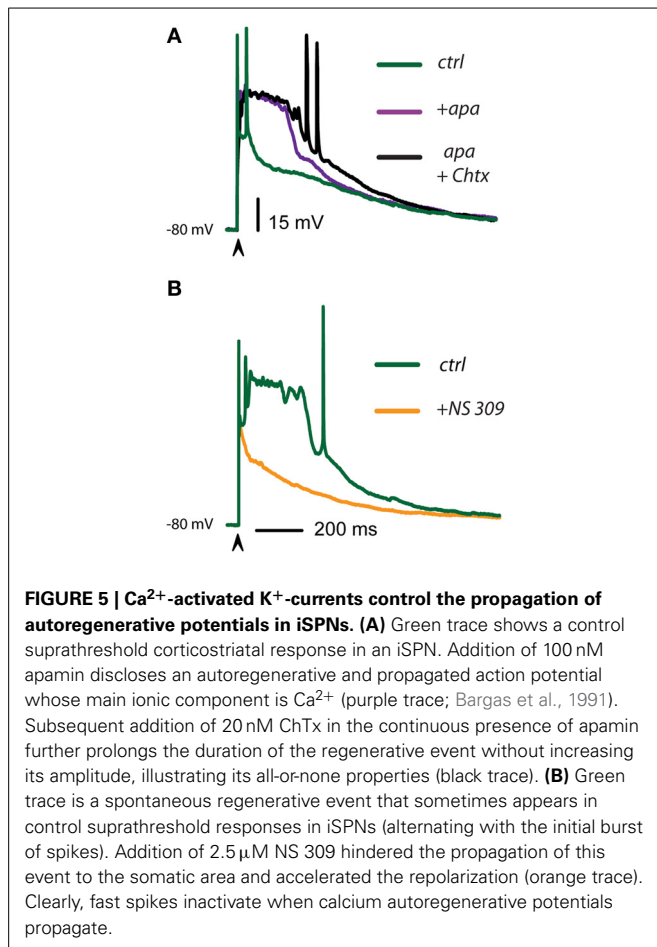 A
ctrl
+apa
apa
+ Chtx
-80 mV
15 mV
B
ctrl
+NS 309
-80 mV
200 ms
FIGURE 5 | Ca²⁺-activated K⁺-currents control the propagation of
autoregenerative potentials in iSPNs. (A) Green trace shows a control
suprathreshold corticostriatal response in an iSPN. Addition of 100 nM
apamin discloses an autoregenerative and propagated action potential
whose main ionic component is Ca²⁺ (purple trace; Bargas et al., 1991).
Subsequent addition of 20 nM ChTx in the continuous presence of apamin
further prolongs the duration of the regenerative event without increasing
its amplitude, illustrating its all-or-none properties (black trace). (B) Green
trace is a spontaneous regenerative event that sometimes appears in
control suprathreshold responses in iSPNs (alternating with the initial burst
of spikes). Addition of 2.5 μM NS 309 hindered the propagation of this
event to the somatic area and accelerated the repolarization (orange trace).
Clearly, fast spikes inactivate when calcium autoregenerative potentials
propagate.